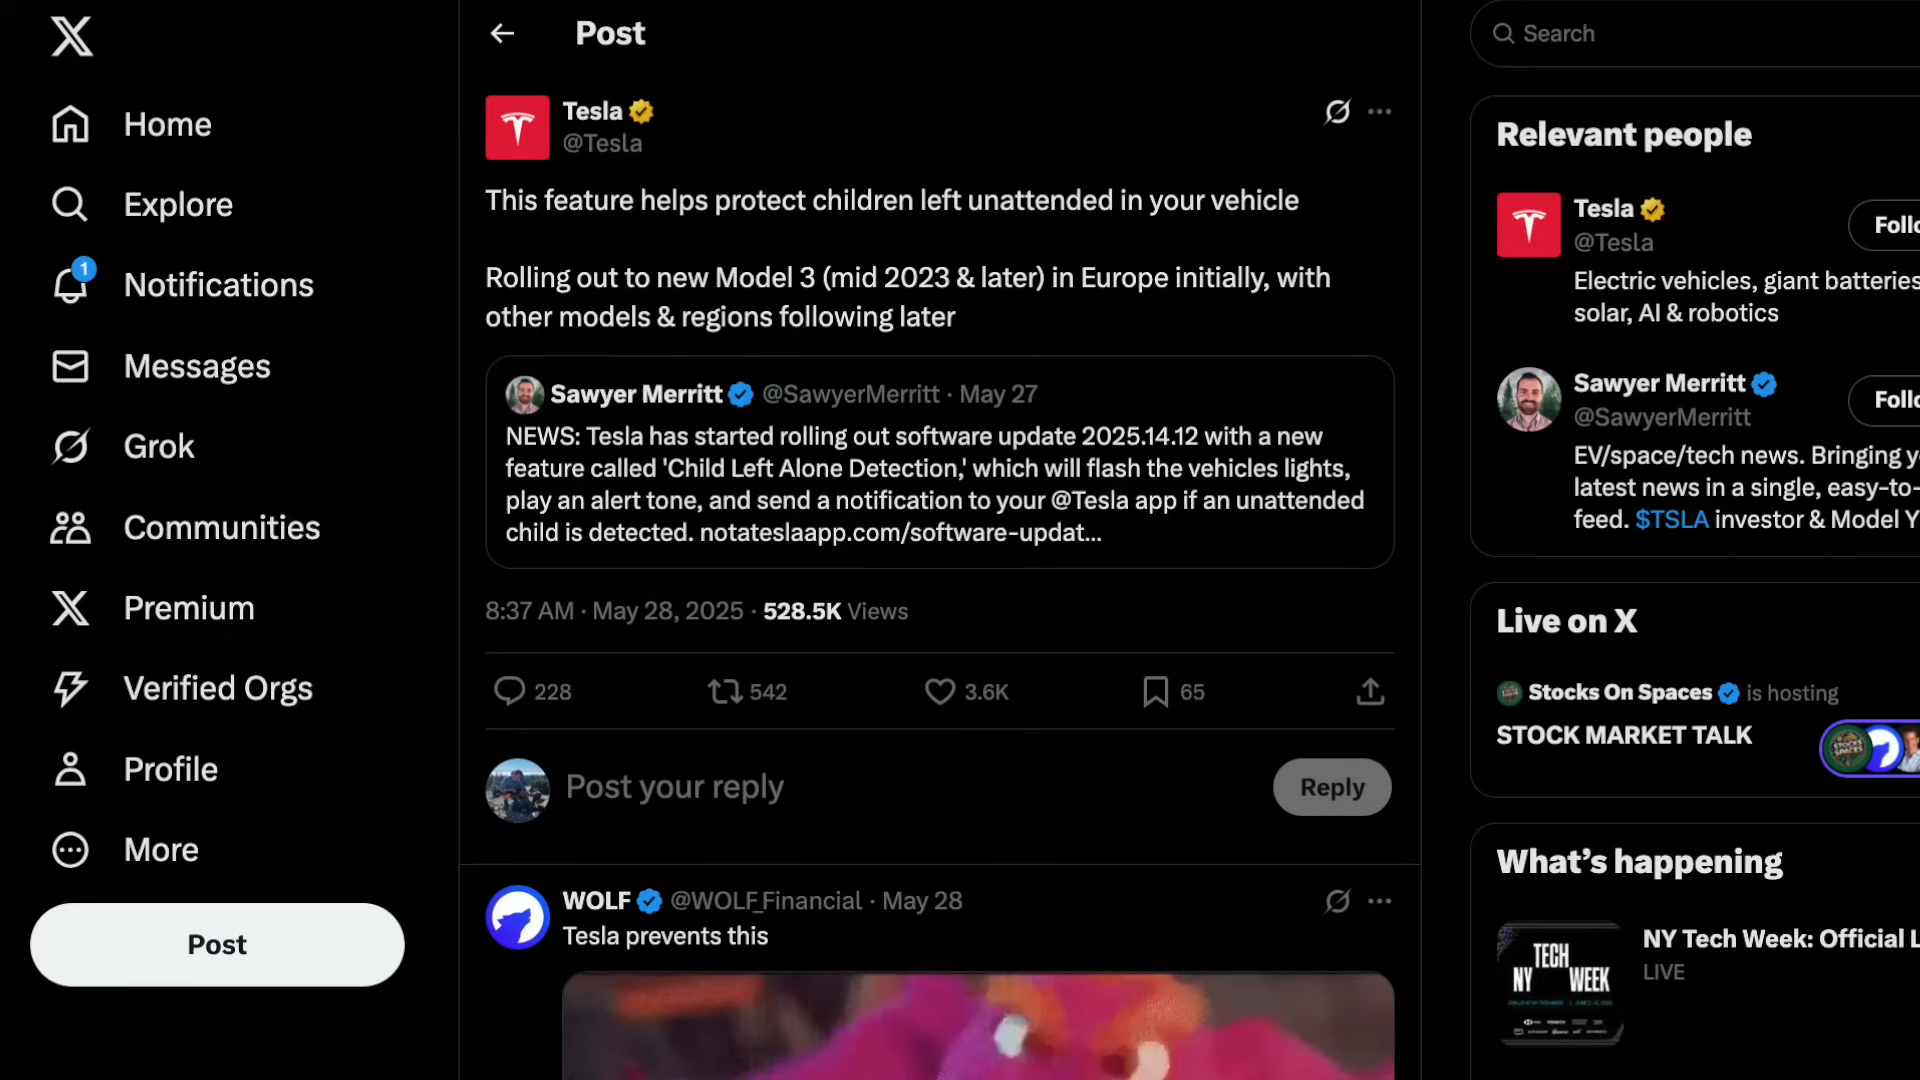 Home
Explore
1
Notifications
Messages
Grok
Communities
Premium
Verified Orgs
Profile
More
Post
Post
Tesla
@Tesla
This feature helps protect children left unattended in your vehicle
Rolling out to new Model 3 (mid 2023 & later) in Europe initially, with
other models & regions following later
Sawyer Merritt @SawyerMerritt · May 27
NEWS: Tesla has started rolling out software update 2025.14.12 with a new
feature called 'Child Left Alone Detection,' which will flash the vehicles lights,
play an alert tone, and send a notification to your @Tesla app if an unattended
child is detected. notateslaapp.com/software-updat...
8:37 AM · May 28, 2025 · 528.5K Views
228 542 3.6K 65
Post your reply
Reply
WOLF @WOLF_Financial · May 28
Tesla prevents this
Search
Relevant people
Tesla
@Tesla
Follo
Electric vehicles, giant batteries
solar, AI & robotics
Sawyer Merritt
@SawyerMerritt
Follo
EV/space/tech news. Bringing y
latest news in a single, easy-to-
feed. $TSLA investor & Model Y
Live on X
Stocks On Spaces is hosting
STOCK MARKET TALK
What's happening
NY TECH WEEK
NY Tech Week: Official L
LIVE